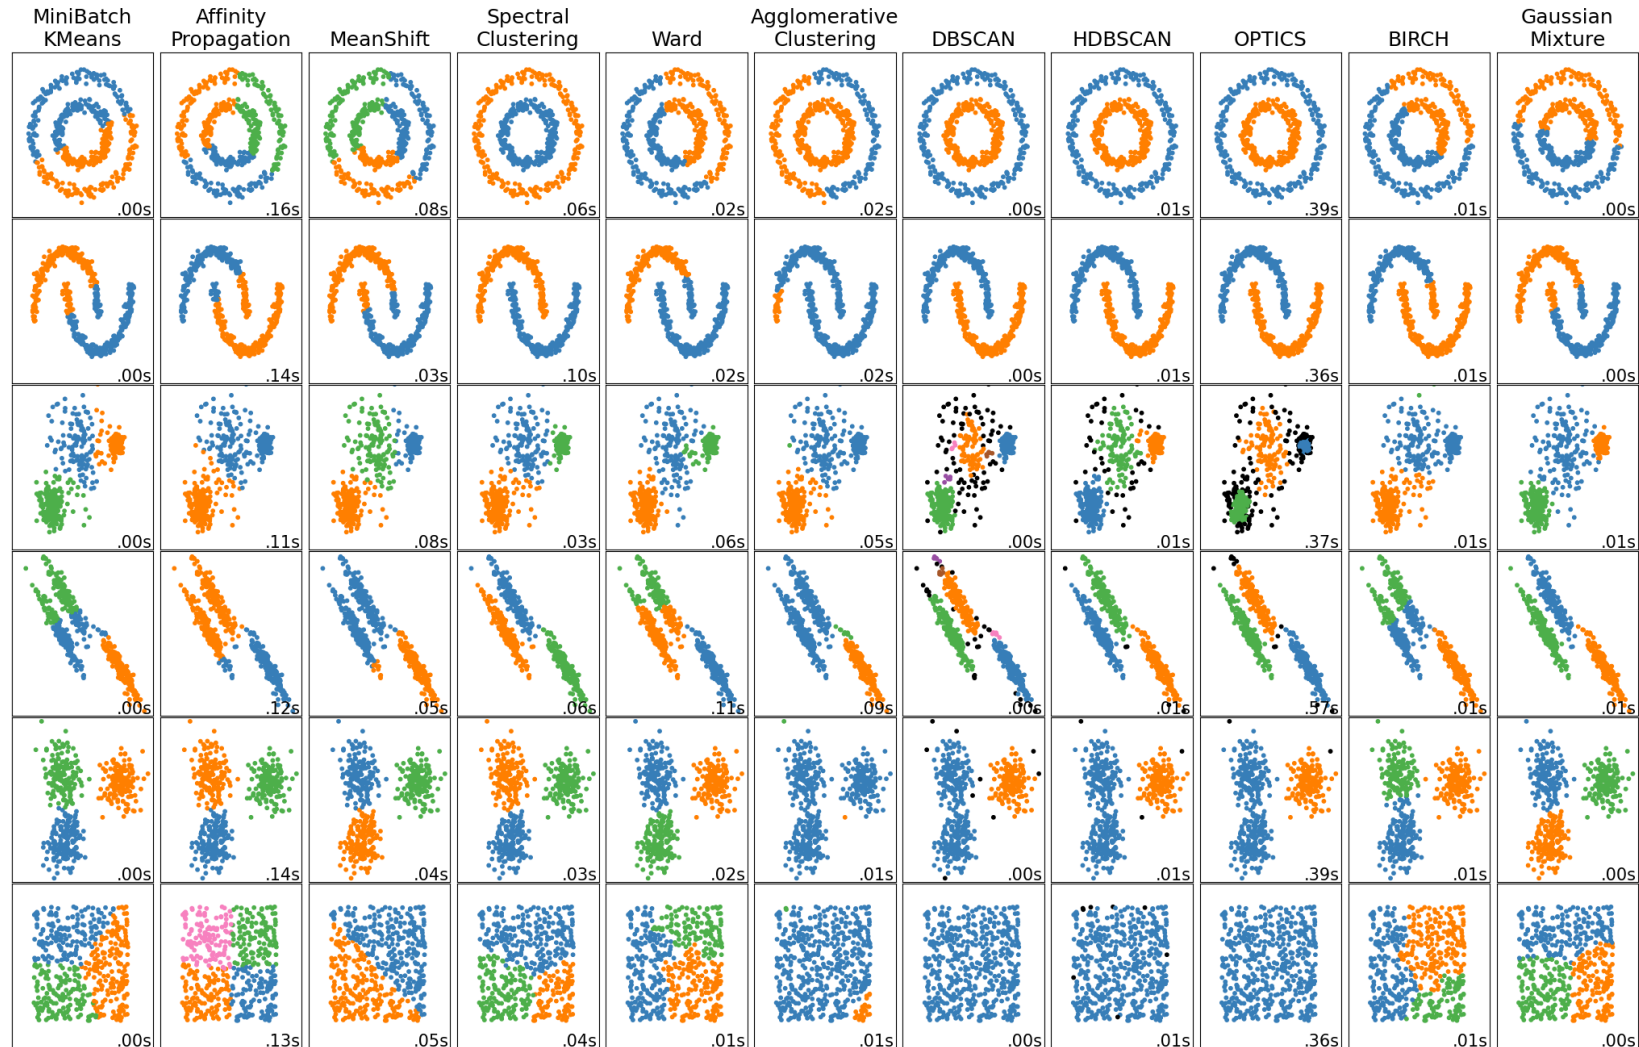 MiniBatch
KMeans
Affinity
Propagation
MeanShift
Spectral
Clustering
Ward
Agglomerative
Clustering
DBSCAN
HDBSCAN
OPTICS
BIRCH
Gaussian
Mixture
.00s .16s .08s .06s .02s .02s .00s .01s .39s .01s .00s
.00s .14s .03s .10s .02s .02s .00s .01s .36s .01s .00s
.00s .11s .08s .03s .06s .05s .00s .01s .37s .01s .01s
.00s .12s .05s .06s .11s .09s .00s .01s .37s .01s .01s
.00s .14s .04s .03s .02s .01s .00s .01s .39s .01s .00s
.00s .13s .05s .04s .01s .01s .00s .01s .36s .01s .00s